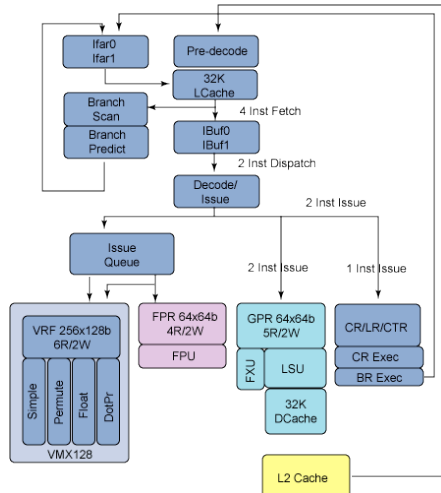 Ifar0
Ifar1
Pre-decode
32K
LCache
Branch
Scan
4 Inst Fetch
Branch
Predict
IBuf0
IBuf1
2 Inst Dispatch
Decode/
Issue
2 Inst Issue
Issue
Queue
2 Inst Issue
1 Inst Issue
VRF 256x128b
6R/2W
FPR 64x64b
4R/2W
GPR 64x64b
5R/2W
CR/LR/CTR
FPU
FXU
LSU
CR Exec
BR Exec
Simple
Permute
Float
DotPr
32K
DCache
VMX128
L2 Cache